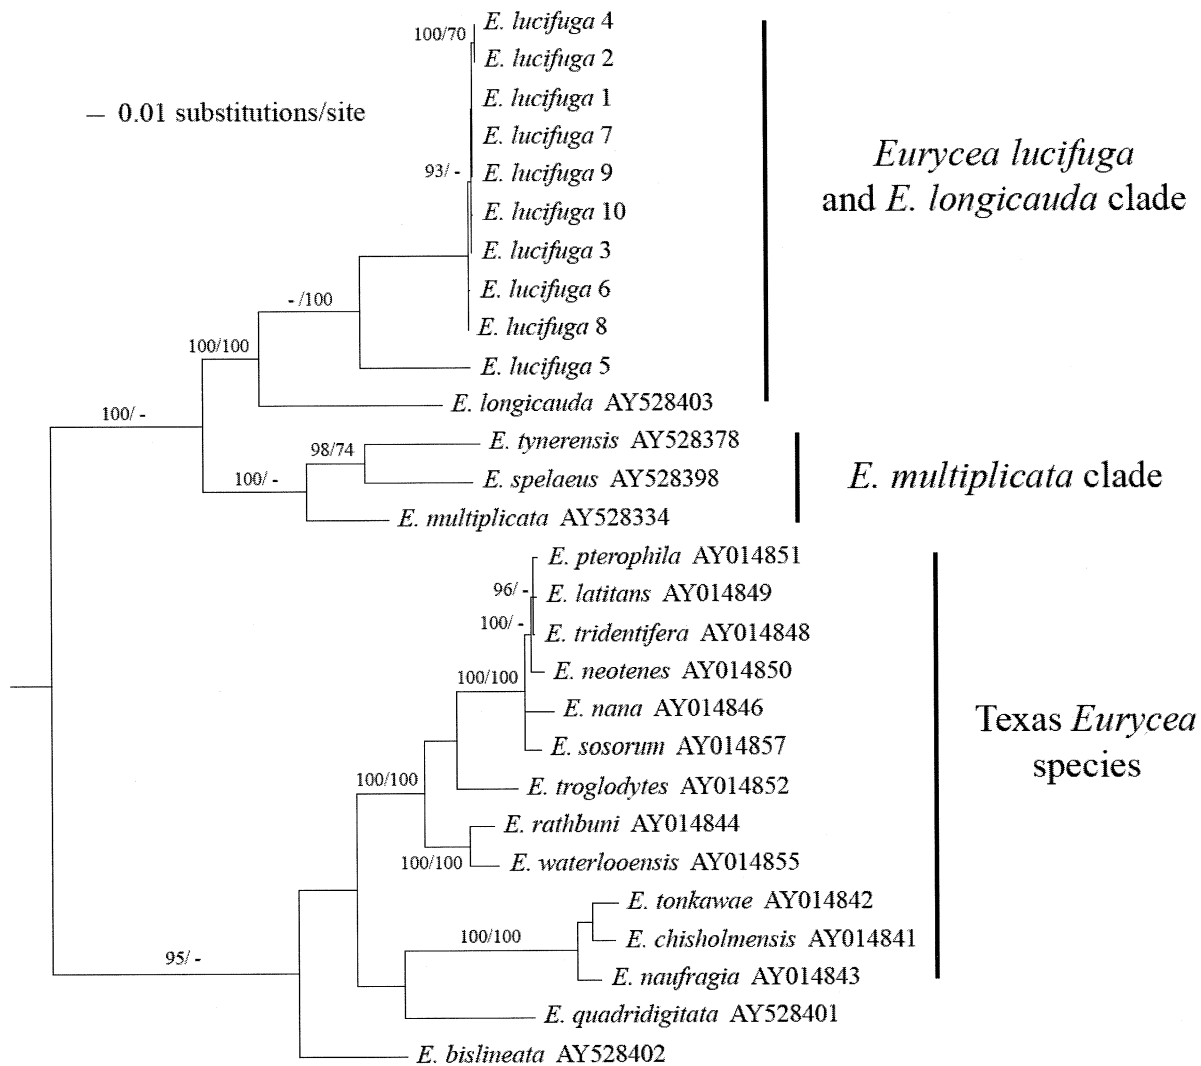 100/70
E. lucifuga 4
E. lucifuga 2
— 0.01 substitutions/site
E. lucifuga 1
E. lucifuga 7
93/ -
E. lucifuga 9
E. lucifuga 10
E. lucifuga 3
E. lucifuga 6
E. lucifuga 8
- /100
E. lucifuga 5
100/100
E. longicauda AY528403
Eurycea lucifuga
and E. longicauda clade
100/ -
E. tynerensis AY528378
98/74
E. spelaeus AY528398
100/ -
E. multiplicata AY528334
E. multiplicata clade
E. pterophila AY014851
96/ -
E. latitans AY014849
100/ -
E. tridentifera AY014848
E. neotenes AY014850
100/100
E. nana AY014846
E. sosorum AY014857
100/100
E. troglodytes AY014852
E. rathbuni AY014844
100/100
E. waterlooensis AY014855
E. tonkawae AY014842
100/100
E. chisholmensis AY014841
E. naufragia AY014843
Texas Eurycea
species
95/ -
E. quadridigitata AY528401
E. bislineata AY528402